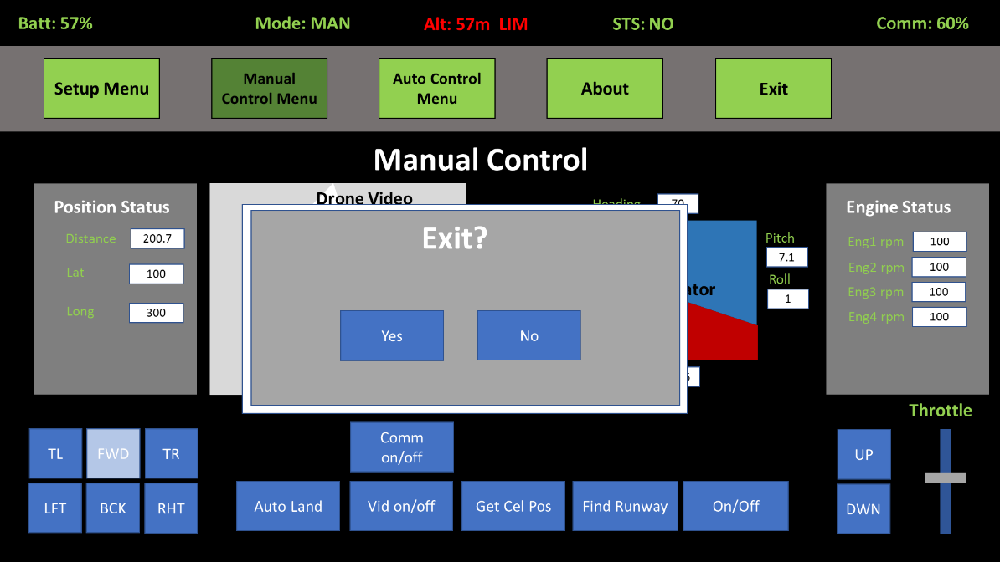 Batt: 57%
Mode: MAN
Alt: 57m LIM
STS: NO
Comm: 60%
Setup Menu
Manual
Control Menu
Auto Control
Menu
About
Exit
Manual Control
Position Status
Distance 200.7
Lat 100
Long 300
Drone Video
Heading 70
Exit?
Yes
No
Pitch
7.1
Roll
1
Engine Status
Eng1 rpm 100
Eng2 rpm 100
Eng3 rpm 100
Eng4 rpm 100
Throttle
TL
FWD
TR
LFT
BCK
RHT
Comm
on/off
Auto Land
Vid on/off
Get Cel Pos
Find Runway
On/Off
UP
DWN